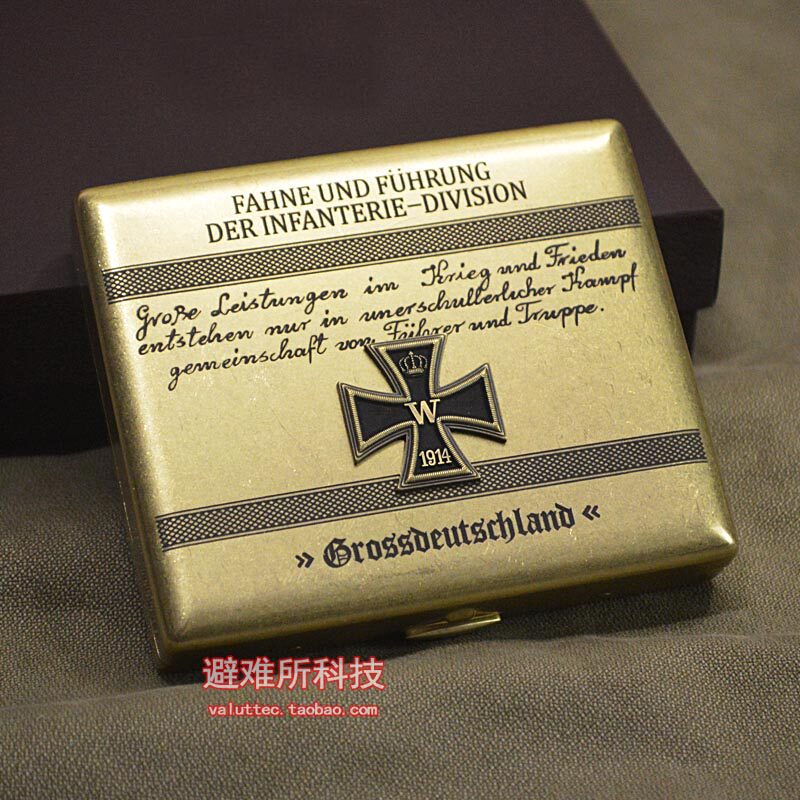 FAHNE UND FÜHRUNG
DER INFANTERIE-DIVISION
Große Leistungen im Krieg und Frieden
entstehen nur in unerschutterlicher Kampf
gemeinschaft von Führer und Truppe.
W
1914
» Grossdeutschland «
避难所科技
valuttec.taobao.com